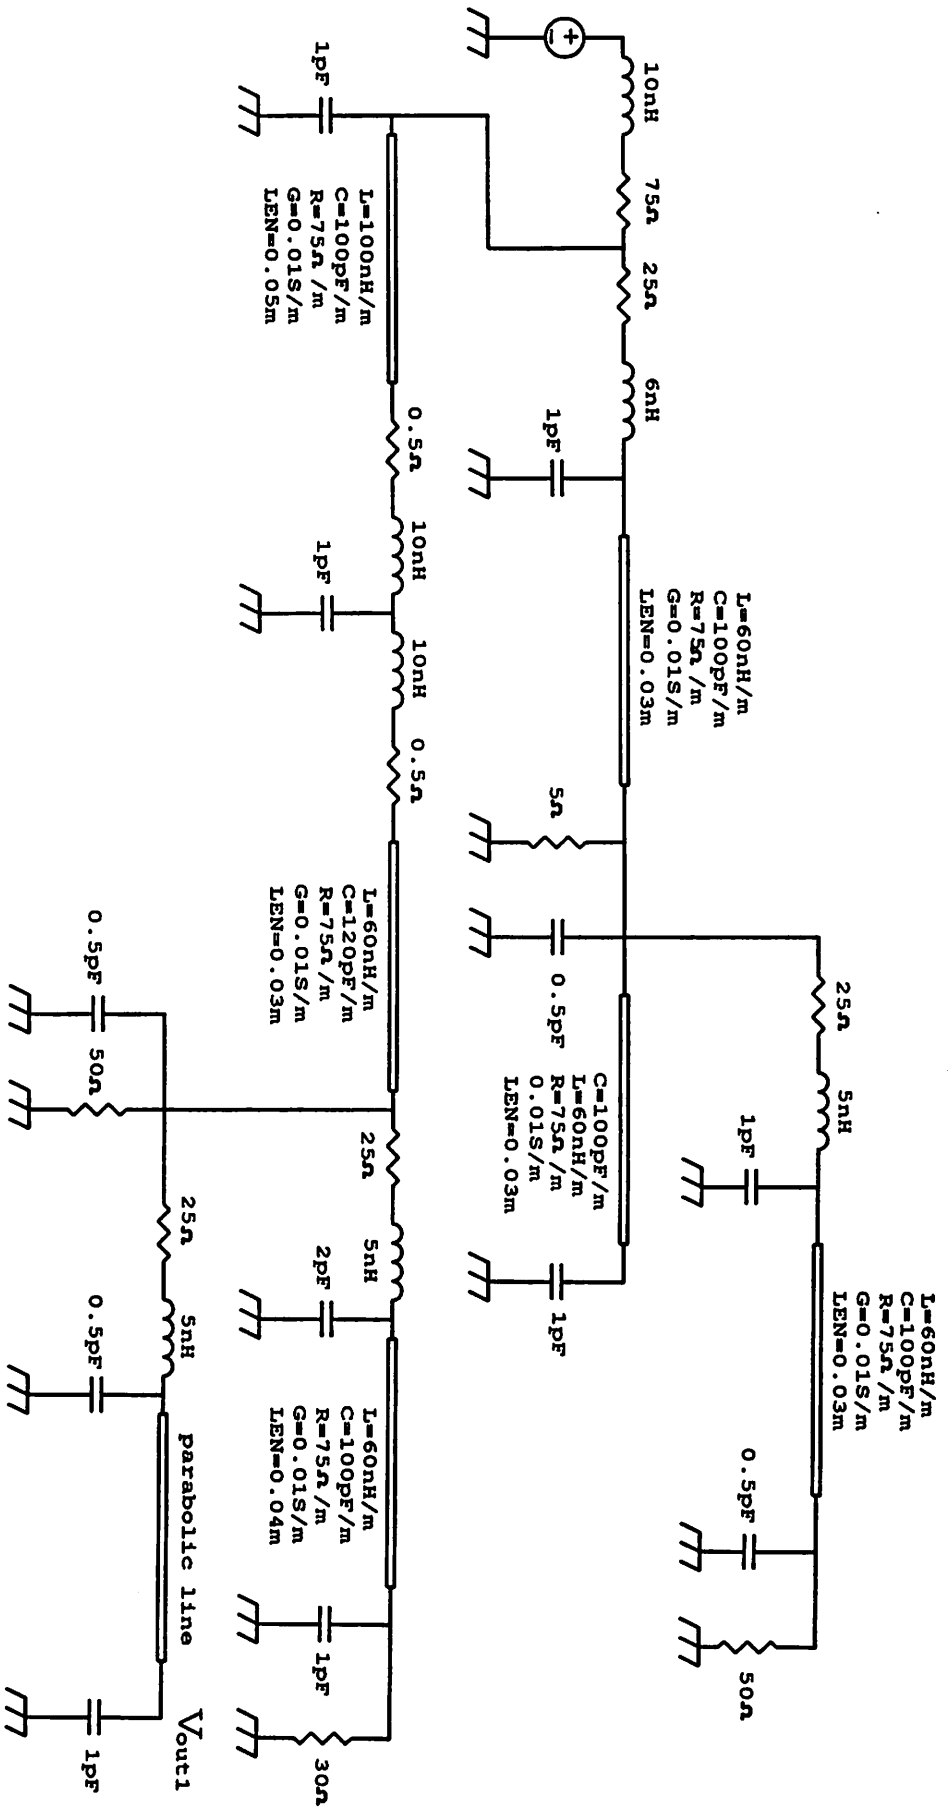 10nH
75Ω
25Ω
6nH
1pF
L=60nH/m
C=100pF/m
R=75Ω/m
G=0.01S/m
LEN=0.03m
5Ω
0.5pF
C=100pF/m
L=60nH/m
R=75Ω/m
0.01S/m
LEN=0.03m
1pF
25Ω
5nH
1pF
L=60nH/m
C=100pF/m
R=75Ω/m
G=0.01S/m
LEN=0.03m
0.5pF
50Ω
1pF
L=100nH/m
C=100pF/m
R=75Ω/m
G=0.01S/m
LEN=0.05m
0.5Ω
10nH
1pF
10nH
0.5Ω
L=60nH/m
C=120pF/m
R=75Ω/m
G=0.01S/m
LEN=0.03m
25Ω
5nH
2pF
L=60nH/m
C=100pF/m
R=75Ω/m
G=0.01S/m
LEN=0.04m
1pF
30Ω
0.5pF
50Ω
25Ω
5nH
0.5pF
parabolic line
Vout1
1pF